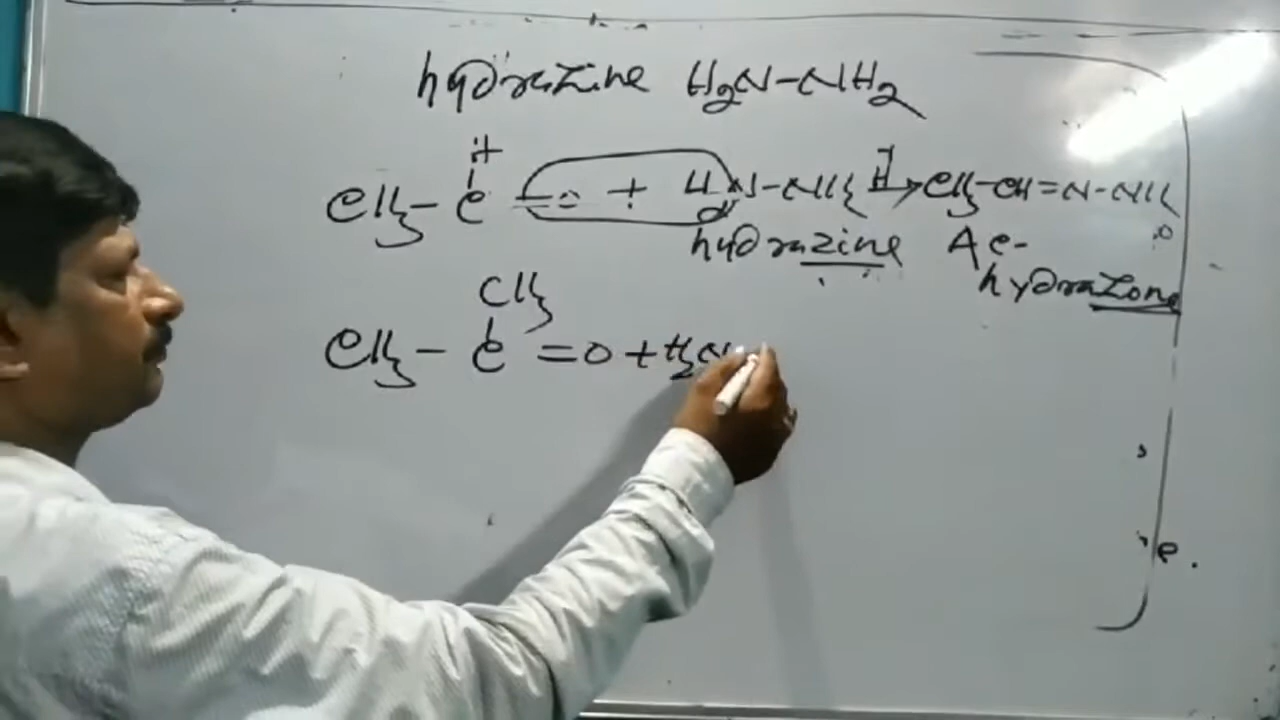 hydrazine H₂N-NH₂
H
CH₃-C=O + H₂N-NH₂ H⁺→ CH₃-CH=N-NH₂
hydrazine Ac-
hydrazone
CH₃
CH₃-C=O+H₂N
e.